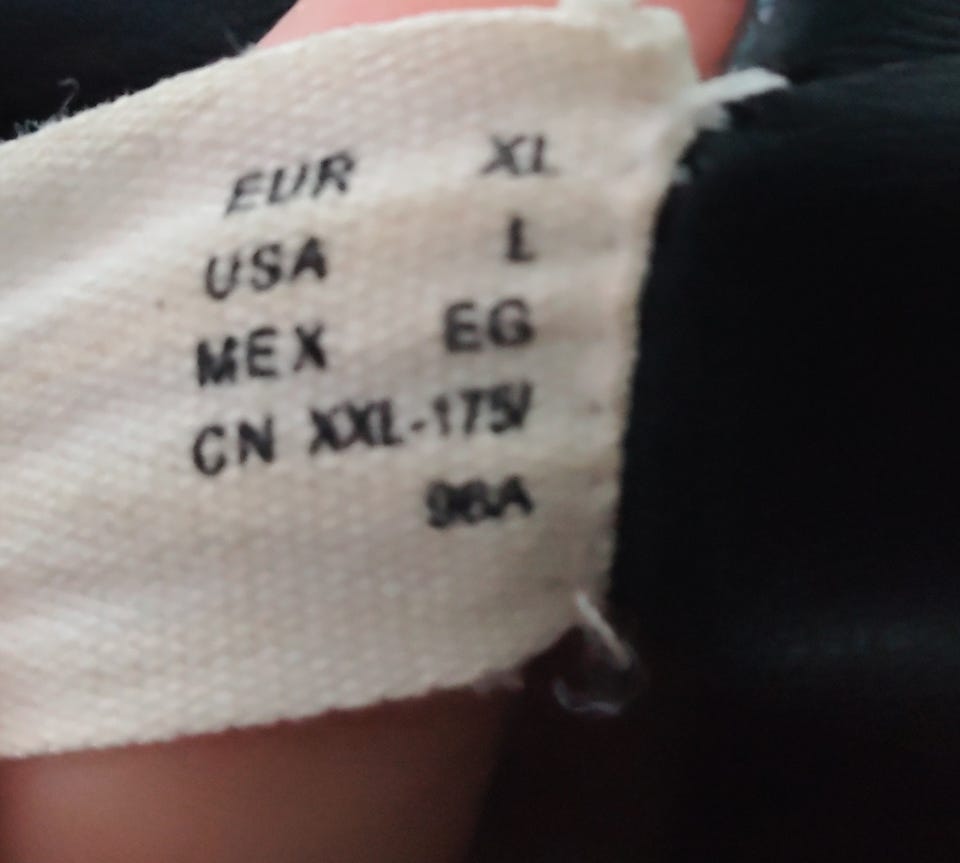 EUR XL
USA L
MEX EG
CN XXL-175/
96A